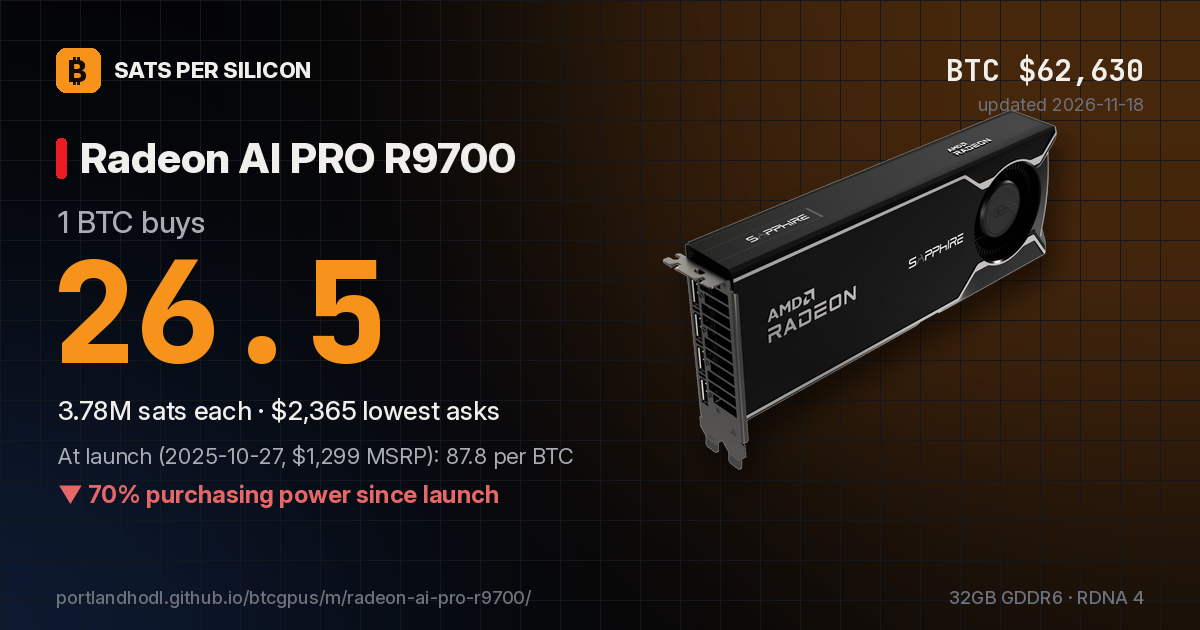 ₿ SATS PER SILICON
BTC $62,630
updated 2026-11-18
Radeon AI PRO R9700
1 BTC buys
26.5
3.78M sats each · $2,365 lowest asks
At launch (2025-10-27, $1,299 MSRP): 87.8 per BTC
▼ 70% purchasing power since launch
AMD
RADEON
SAPPHIRE
SAPPHIRE
AMD
RADEON
portlandhodl.github.io/btcgpus/m/radeon-ai-pro-r9700/
32GB GDDR6 · RDNA 4